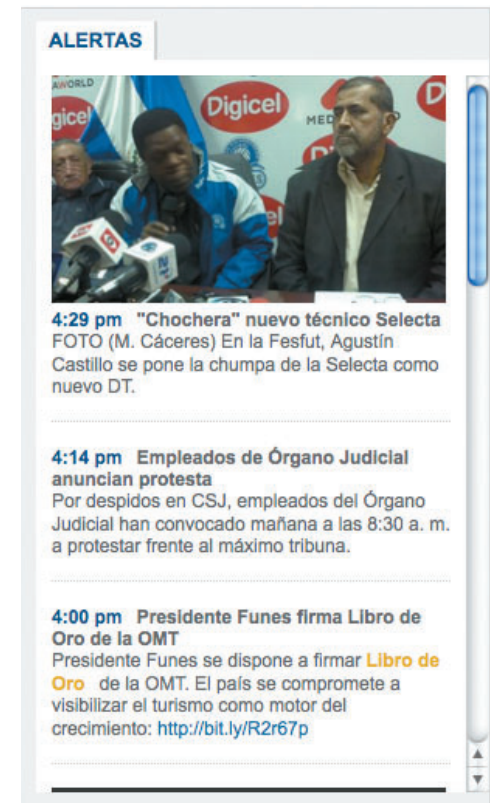 ALERTAS
AWORLD
gicel
Digicel
D
4:29 pm "Chochera" nuevo técnico Selecta
FOTO (M. Cáceres) En la Fesfut, Agustín
Castillo se pone la chumpa de la Selecta como
nuevo DT.
4:14 pm Empleados de Órgano Judicial
anuncian protesta
Por despidos en CSJ, empleados del Órgano
Judicial han convocado mañana a las 8:30 a. m.
a protestar frente al máximo tribuna.
4:00 pm Presidente Funes firma Libro de
Oro de la OMT
Presidente Funes se dispone a firmar Libro de
Oro de la OMT. El país se compromete a
visibilizar el turismo como motor del
crecimiento: http://bit.ly/R2r67p